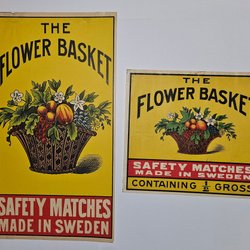 THE
FLOWER BASKET
SAFETY MATCHES
MADE IN SWEDEN
THE
FLOWER BASKET
SAFETY MATCHES
MADE IN SWEDEN
CONTAINING ½ GROSS